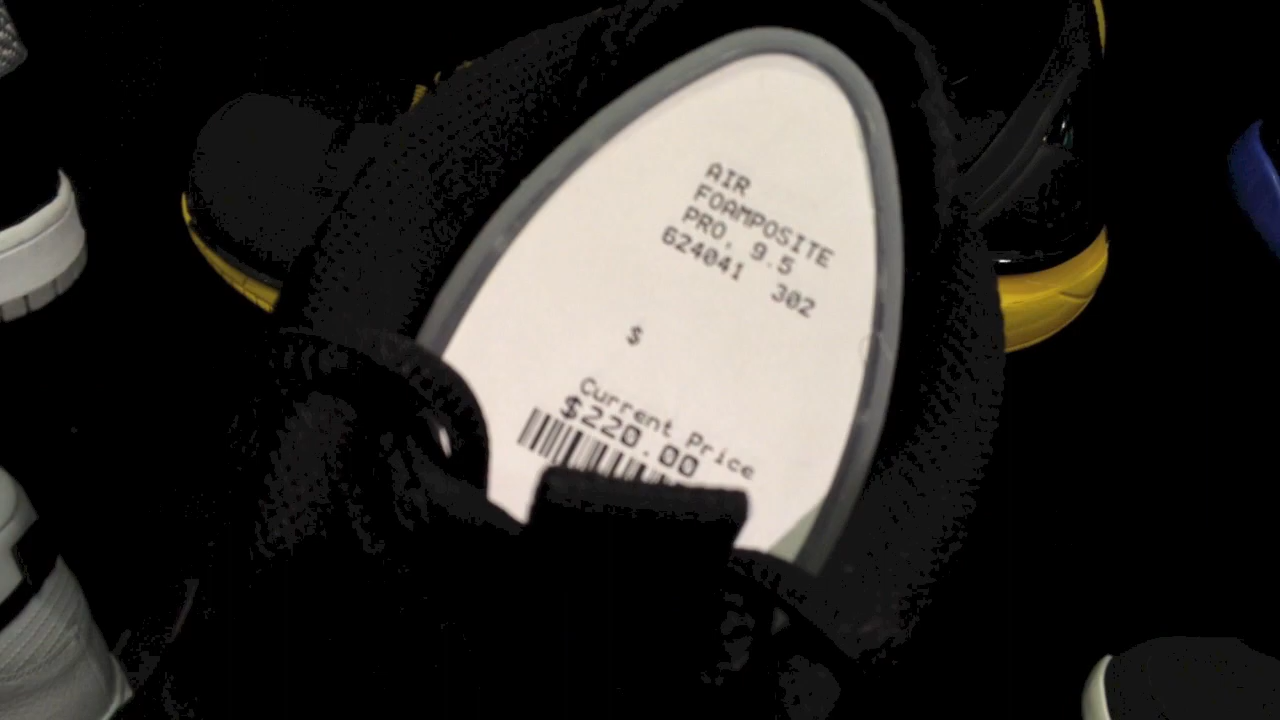 AIR
FOAMPOSITE
PRO, 9.5
624041 302
$
Current Price
$220.00